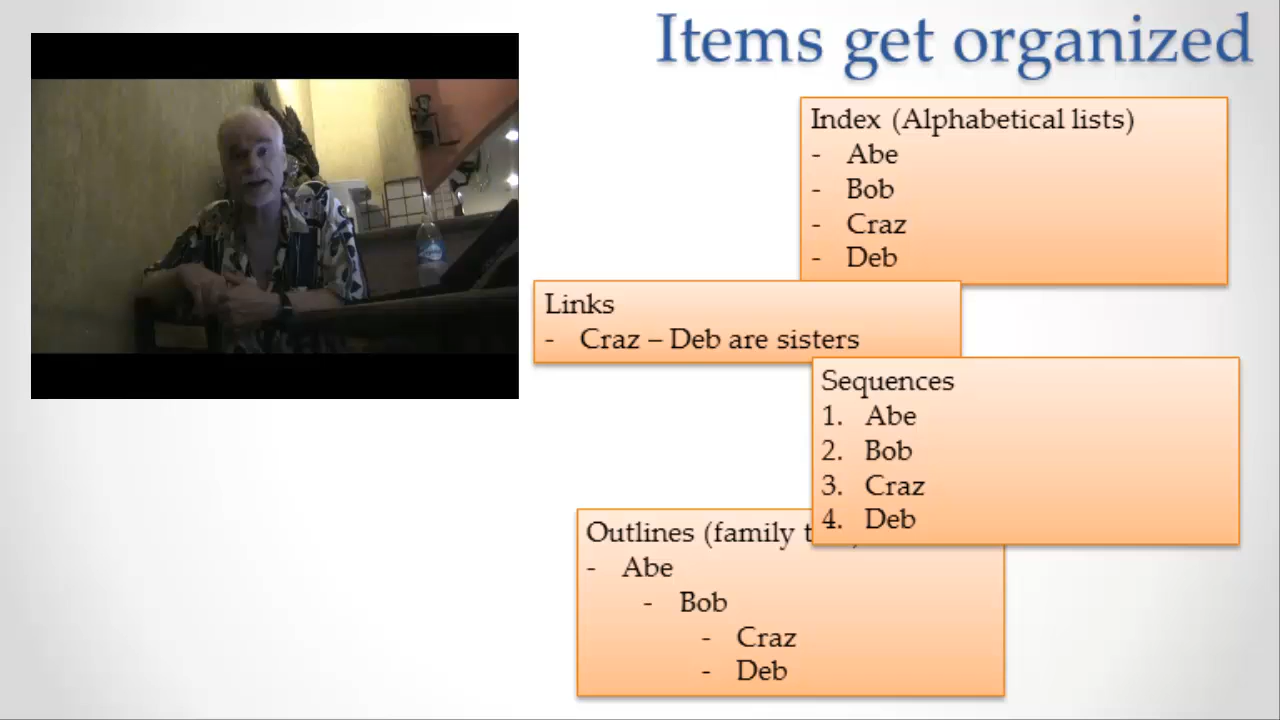 Items get organized
Index (Alphabetical lists)
- Abe
- Bob
- Craz
- Deb
Links
- Craz – Deb are sisters
Sequences
1. Abe
2. Bob
3. Craz
4. Deb
Outlines (family
- Abe
- Bob
- Craz
- Deb